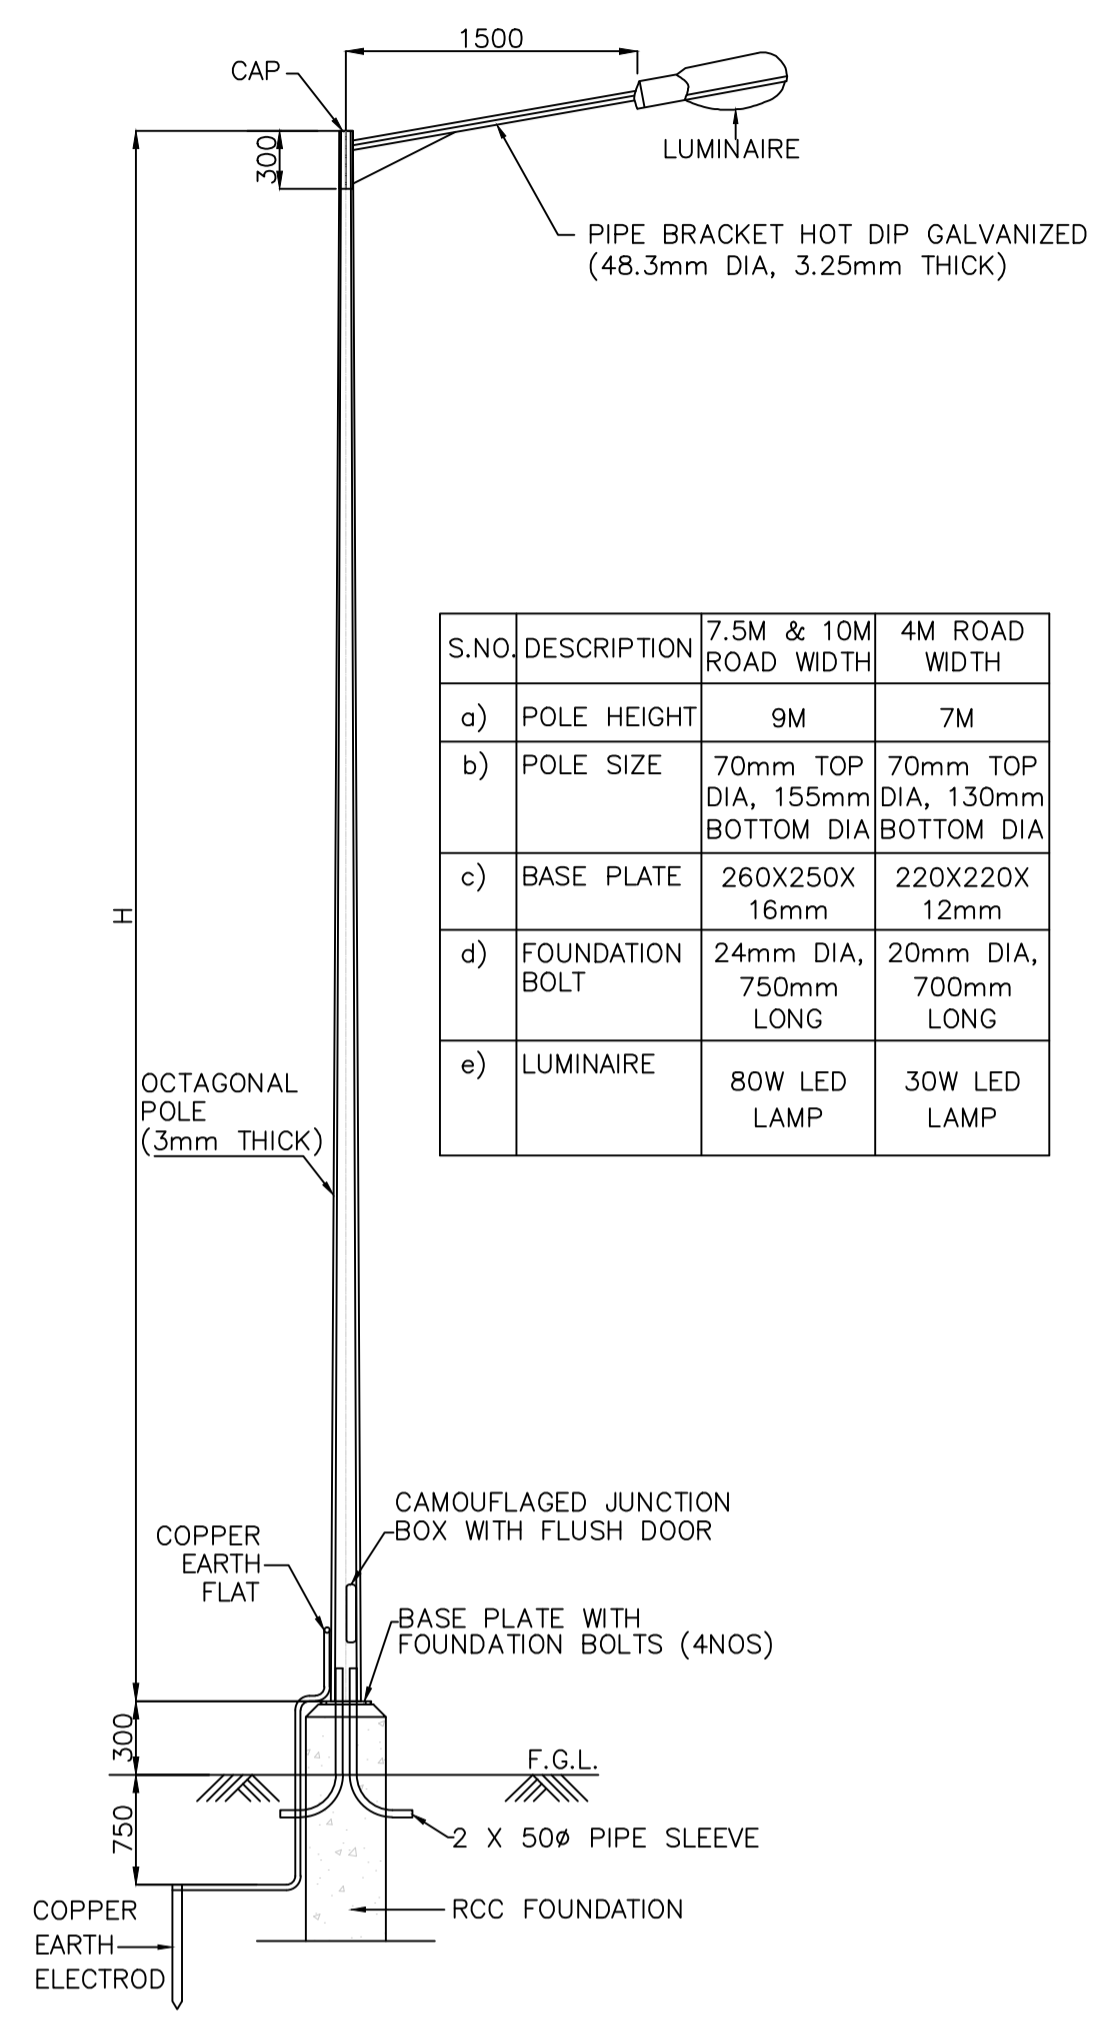 1500
CAP
LUMINAIRE
300
PIPE BRACKET HOT DIP GALVANIZED
(48.3mm DIA, 3.25mm THICK)
S.NO. DESCRIPTION 7.5M & 10M ROAD WIDTH 4M ROAD WIDTH
a) POLE HEIGHT 9M 7M
b) POLE SIZE 70mm TOP DIA, 155mm BOTTOM DIA 70mm TOP DIA, 130mm BOTTOM DIA
c) BASE PLATE 260X250X 16mm 220X220X 12mm
d) FOUNDATION BOLT 24mm DIA, 750mm LONG 20mm DIA, 700mm LONG
e) LUMINAIRE 80W LED LAMP 30W LED LAMP
H
OCTAGONAL
POLE
(3mm THICK)
CAMOUFLAGED JUNCTION
BOX WITH FLUSH DOOR
COPPER
EARTH
FLAT
BASE PLATE WITH
FOUNDATION BOLTS (4NOS)
300
F.G.L.
750
2 X 50ø PIPE SLEEVE
RCC FOUNDATION
COPPER
EARTH
ELECTROD